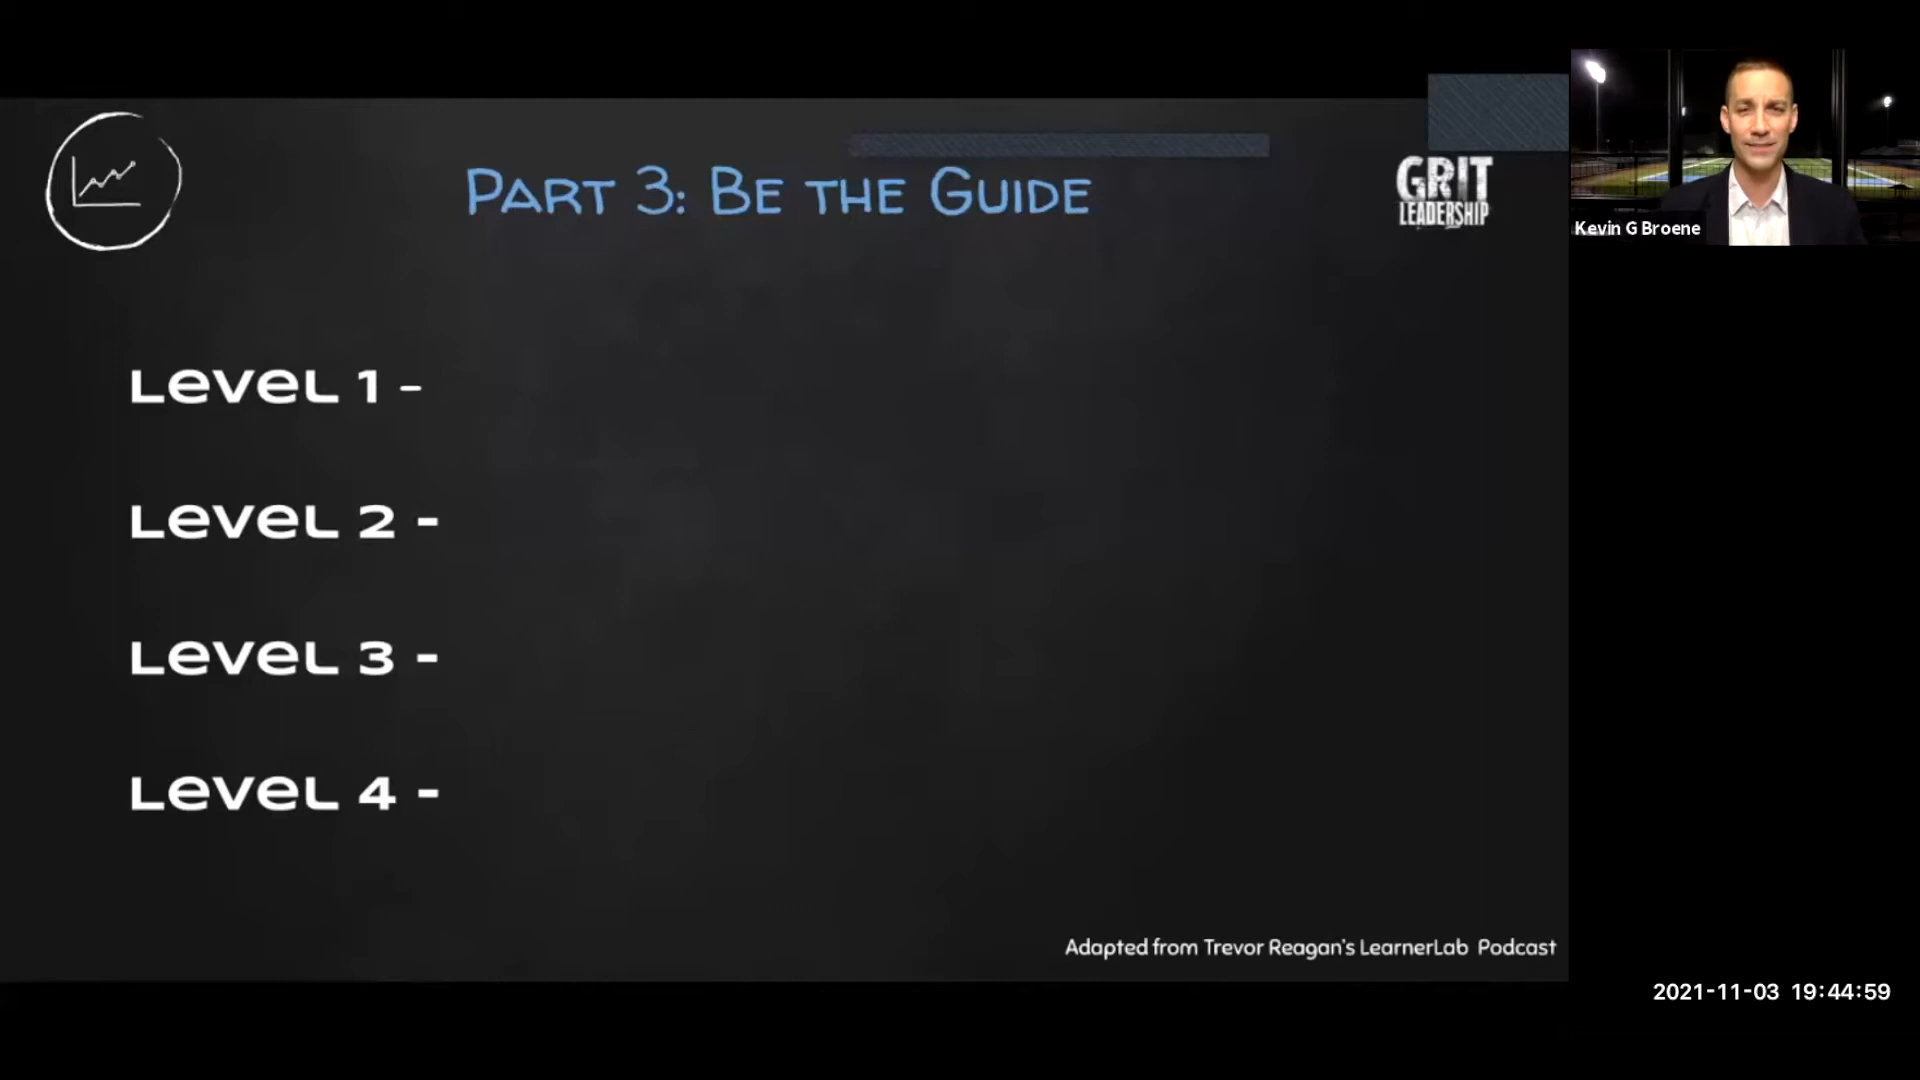 Part 3: Be the Guide
GRIT
LEADERSHIP
Kevin G Broene
Level 1 -
Level 2 -
Level 3 -
Level 4 -
Adapted from Trevor Reagan's LearnerLab Podcast
2021-11-03 19:44:59